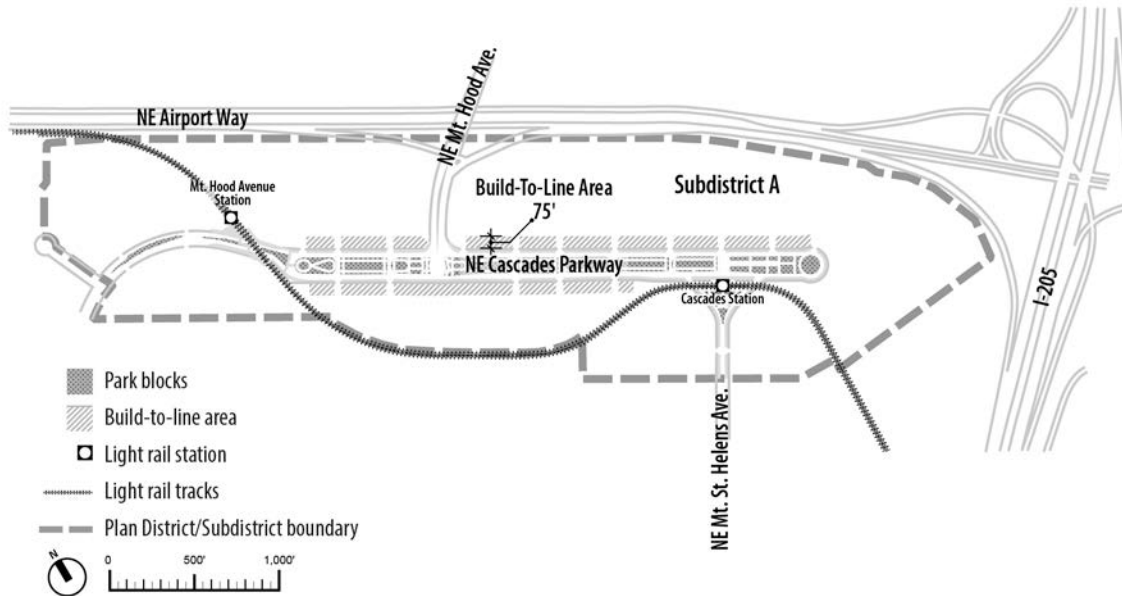 NE Mt. Hood Ave.
NE Airport Way
Mt. Hood Avenue
Station
Build-To-Line Area
75'
Subdistrict A
NE Cascades Parkway
Cascades Station
I-205
NE Mt. St. Helens Ave.
Park blocks
Build-to-line area
Light rail station
Light rail tracks
Plan District/Subdistrict boundary
N
0 500' 1,000'